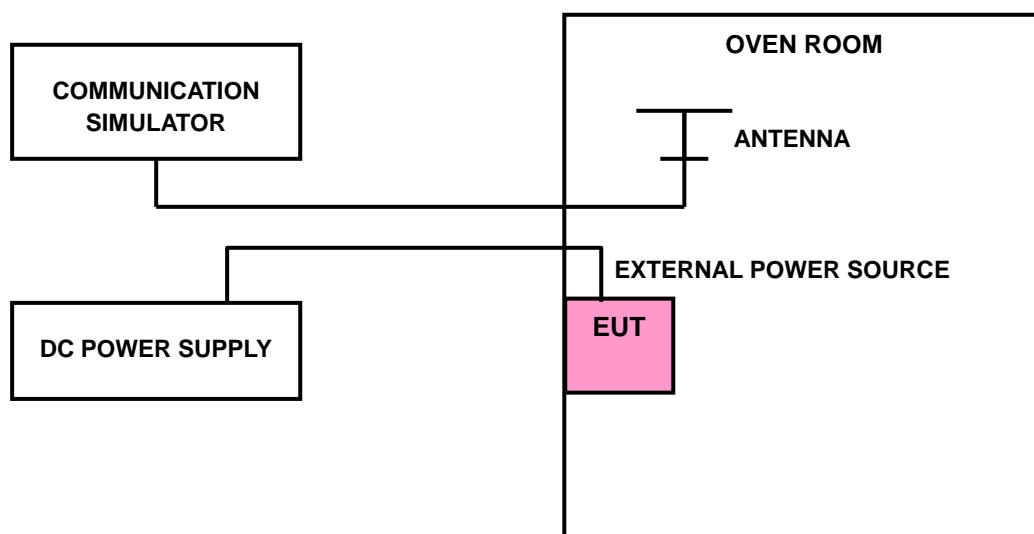 OVEN ROOM
COMMUNICATION
SIMULATOR
ANTENNA
EXTERNAL POWER SOURCE
EUT
DC POWER SUPPLY